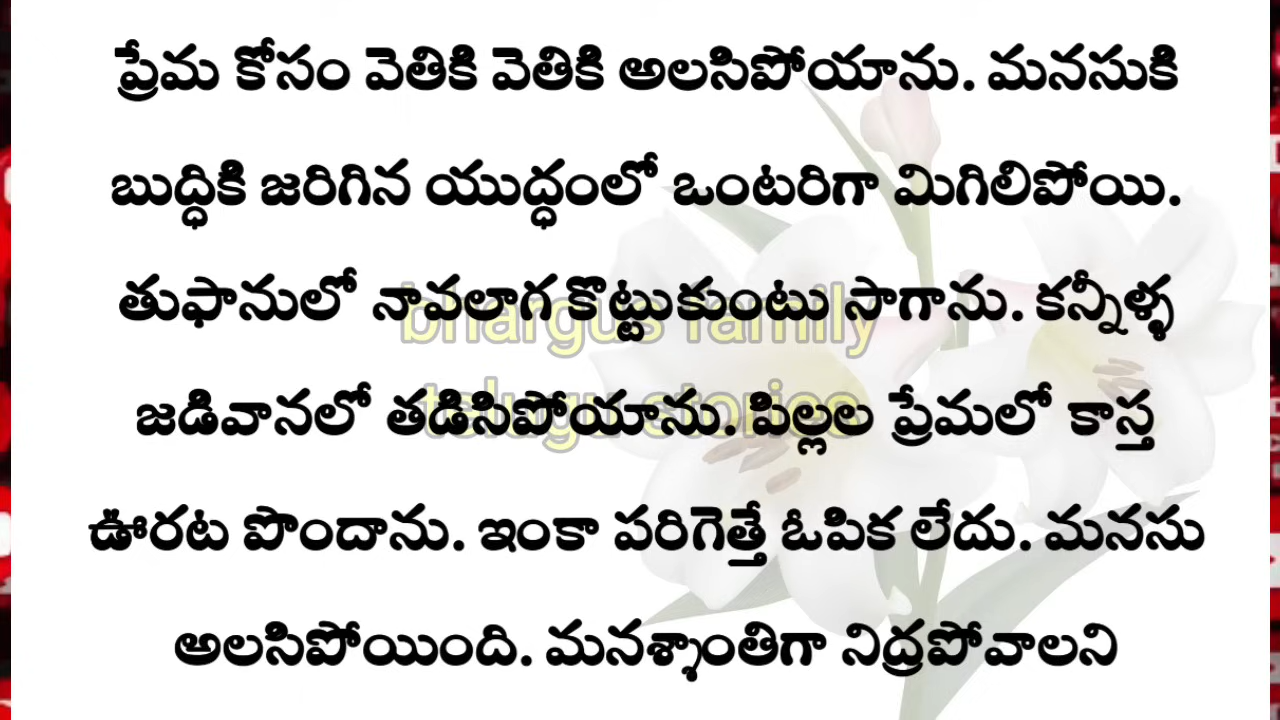 ప్రేమ కోసం వెతికి వెతికి అలసిపోయాను. మనసుకి
బుద్ధికి జరిగిన యుద్ధంలో ఒంటరిగా మిగిలిపోయి.
తుఫానులో నావలాగ కొట్టుకుంటు సాగాను. కన్నీళ్ళ
bhargus family
జడివానలో తడిసిపోయాను. పిల్లల ప్రేమలో కాస్త
telugu stories
ఊరట పొందాను. ఇంకా పరిగెత్తే ఓపిక లేదు. మనసు
అలసిపోయింది. మనశ్శాంతిగా నిద్రపోవాలని